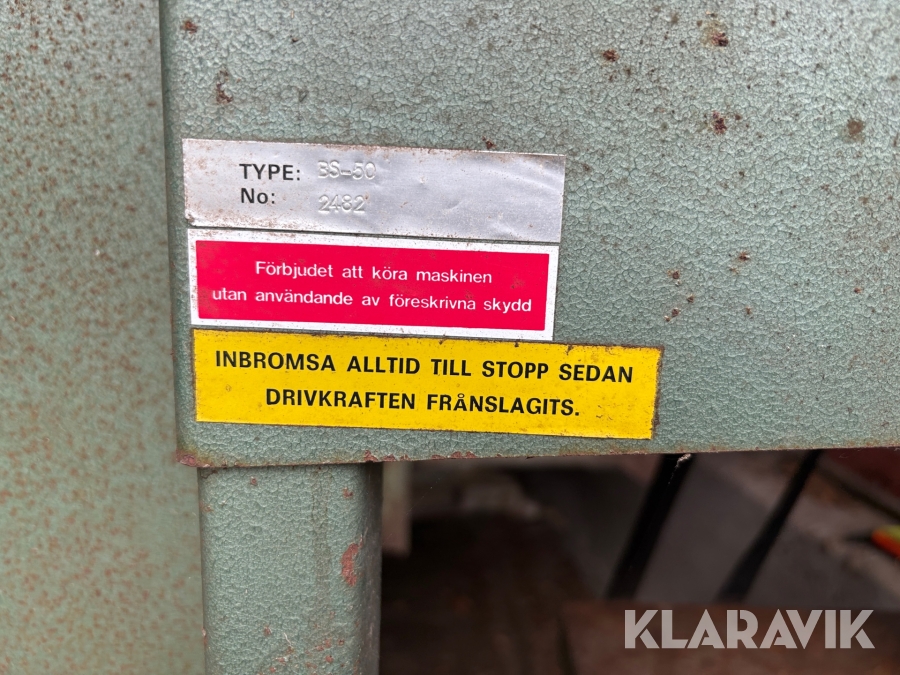 TYPE: BS-50
No: 2482
Förbjudet att köra maskinen
utan användande av föreskrivna skydd
INBROMSA ALLTID TILL STOPP SEDAN
DRIVKRAFTEN FRÅNSLAGITS.
KLARAVIK